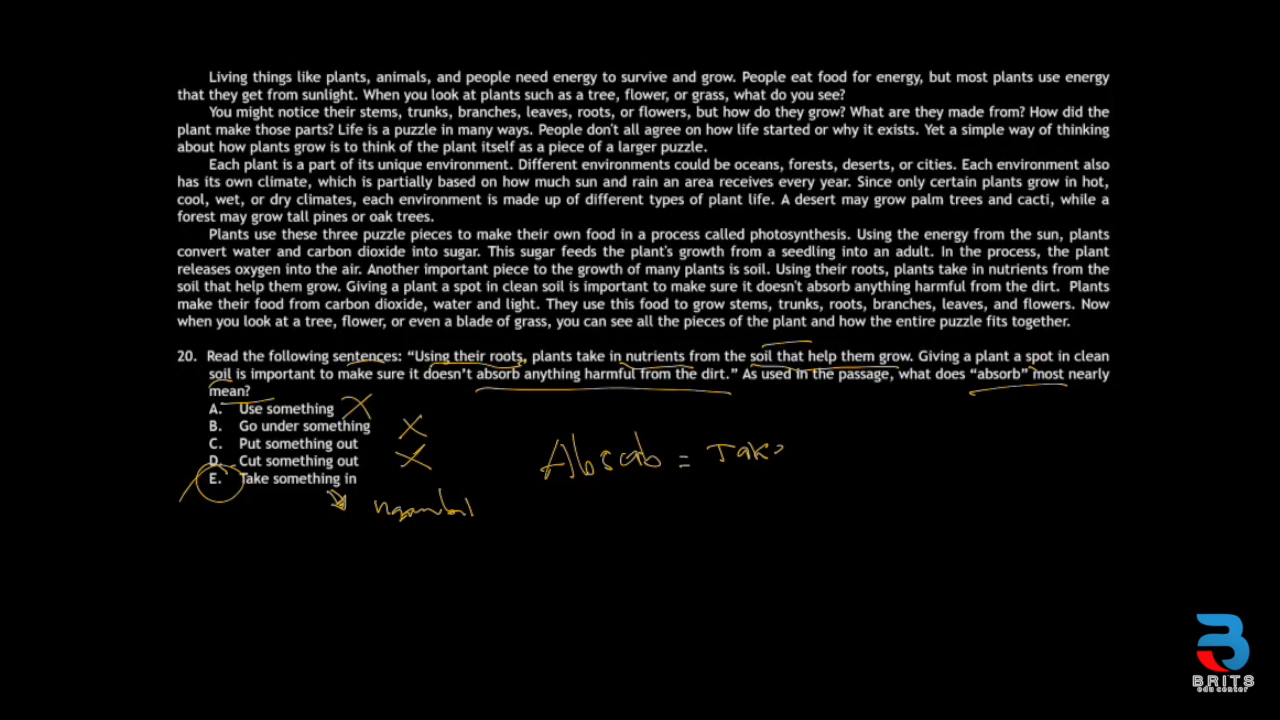 Living things like plants, animals, and people need energy to survive and grow. People eat food for energy, but most plants use energy
that they get from sunlight. When you look at plants such as a tree, flower, or grass, what do you see?
You might notice their stems, trunks, branches, leaves, roots, or flowers, but how do they grow? What are they made from? How did the
plant make those parts? Life is a puzzle in many ways. People don't all agree on how life started or why it exists. Yet a simple way of thinking
about how plants grow is to think of the plant itself as a piece of a larger puzzle.
Each plant is a part of its unique environment. Different environments could be oceans, forests, deserts, or cities. Each environment also
has its own climate, which is partially based on how much sun and rain an area receives every year. Since only certain plants grow in hot,
cool, wet, or dry climates, each environment is made up of different types of plant life. A desert may grow palm trees and cacti, while a
forest may grow tall pines or oak trees.
Plants use these three puzzle pieces to make their own food in a process called photosynthesis. Using the energy from the sun, plants
convert water and carbon dioxide into sugar. This sugar feeds the plant's growth from a seedling into an adult. In the process, the plant
releases oxygen into the air. Another important piece to the growth of many plants is soil. Using their roots, plants take in nutrients from the
soil that help them grow. Giving a plant a spot in clean soil is important to make sure it doesn't absorb anything harmful from the dirt. Plants
make their food from carbon dioxide, water and light. They use this food to grow stems, trunks, roots, branches, leaves, and flowers. Now
when you look at a tree, flower, or even a blade of grass, you can see all the pieces of the plant and how the entire puzzle fits together.
20. Read the following sentences: “Using their roots, plants take in nutrients from the soil that help them grow. Giving a plant a spot in clean
soil is important to make sure it doesn’t absorb anything harmful from the dirt.” As used in the passage, what does “absorb” most nearly
mean?
A. Use something
B. Go under something
C. Put something out
D. Cut something out
E. Take something in
=
BRITS
edu center